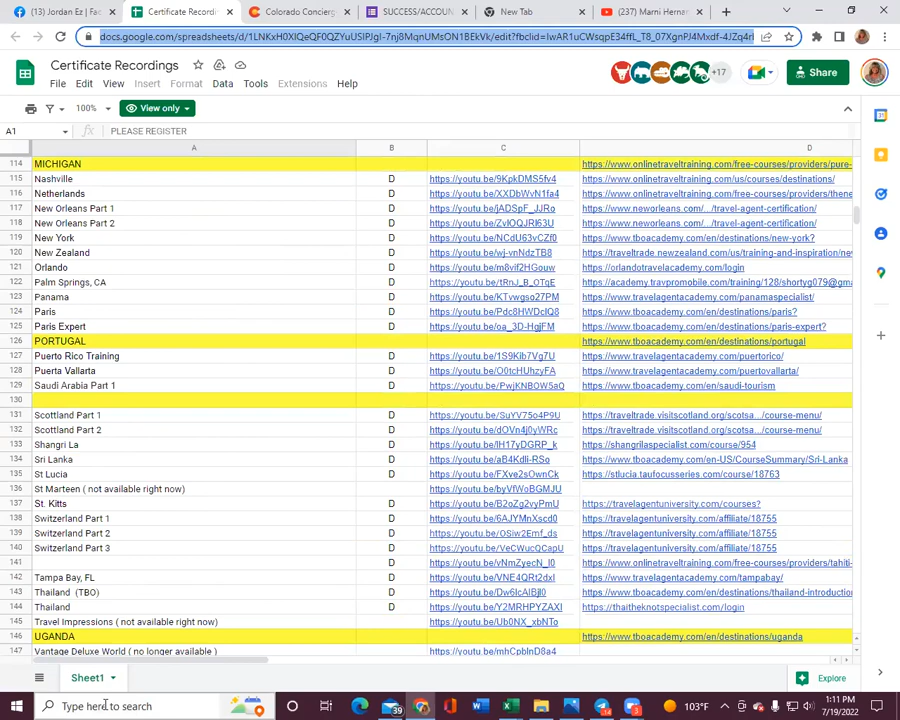 (13) Jordan Ez | Fac
Certificate Recordin
Colorado Concierg
SUCCESS/ACCOUN
New Tab
(237) Marni Herna
docs.google.com/spreadsheets/d/
Certificate Recordings
File Edit View Insert Format Data Tools Extensions Help
+17
Share
100%
View only
A1
PLEASE REGISTER
A B C D
114 MICHIGAN https://www.onlinetraveltraining.com/free-courses/providers/pure-
115 Nashville D https://youtu.be/9KpkDMS5fv4 https://www.onlinetraveltraining.com/us/courses/destinations/
116 Netherlands D https://youtu.be/XXDbWvN1fa4 https://www.onlinetraveltraining.com/free-courses/providers/thene
117 New Orleans Part 1 D https://youtu.be/jADSpF_JJRo https://www.neworleans.com/.../travel-agent-certification/
118 New Orleans Part 2 D https://youtu.be/ZvlOQJRl63U https://www.neworleans.com/.../travel-agent-certification/
119 New York D https://youtu.be/NCdU63vCZf0 https://www.tboacademy.com/en/destinations/new-york?
120 New Zealand D https://youtu.be/wj-vnNdzTB8 https://traveltrade.newzealand.com/us/training-and-inspiration/ne
121 Orlando D https://youtu.be/m8vif2HGouw https://orlandotravelacademy.com/login
122 Palm Springs, CA D https://youtu.be/tRnJ_B_OTqE https://academy.travpromobile.com/training/128/shortyg079@gma
123 Panama D https://youtu.be/KTvwgso27PM https://www.travelagentacademy.com/panamaspecialist/
124 Paris D https://youtu.be/Pdc8HWDclQ8 https://www.tboacademy.com/en/destinations/paris?
125 Paris Expert D https://youtu.be/oa_3D-HgjFM https://www.tboacademy.com/en/destinations/paris-expert?
126 PORTUGAL https://www.tboacademy.com/en/destinations/portugal
127 Puerto Rico Training D https://youtu.be/1S9Kib7Vg7U https://www.travelagentacademy.com/puertorico/
128 Puerta Vallarta D https://youtu.be/O0tcHUhzyFA https://www.travelagentacademy.com/puertovallarta/
129 Saudi Arabia Part 1 D https://youtu.be/PwjKNBOW5aQ https://www.tboacademy.com/en/saudi-tourism
130
131 Scottland Part 1 D https://youtu.be/SuYV75o4P9U https://traveltrade.visitscotland.org/scotsa.../course-menu/
132 Scottland Part 2 D https://youtu.be/dOVn4j0yWRc https://traveltrade.visitscotland.org/scotsa.../course-menu/
133 Shangri La D https://youtu.be/lH17yDGRP_k https://shangrilaspecialist.com/course/954
134 Sri Lanka D https://youtu.be/aB4Kdli-RSo https://www.tboacademy.com/en-US/CourseSummary/Sri-Lanka
135 St Lucia D https://youtu.be/FXve2sOwnCk https://stlucia.taufocusseries.com/course/18763
136 St Marteen ( not available right now) https://youtu.be/byVfWoBGMJU
137 St. Kitts D https://youtu.be/B2oZg2vyPmU https://travelagentuniversity.com/courses?
138 Switzerland Part 1 D https://youtu.be/6AJYMnXscd0 https://travelagentuniversity.com/affiliate/18755
139 Switzerland Part 2 D https://youtu.be/OSiw2Emf_ds https://travelagentuniversity.com/affiliate/18755
140 Switzerland Part 3 D https://youtu.be/VeCWucQCapU https://travelagentuniversity.com/affiliate/18755
141 https://youtu.be/vNmZyecN_I0 https://www.onlinetraveltraining.com/free-courses/providers/tahiti-
142 Tampa Bay, FL D https://youtu.be/VNE4QRt2dxI https://www.travelagentacademy.com/tampabay/
143 Thailand (TBO) D https://youtu.be/Dw6IcAlBjl0 https://www.tboacademy.com/en/destinations/thailand-introduction
144 Thailand D https://youtu.be/Y2MRHPYZAXI https://thaitheknotspecialist.com/login
145 Travel Impressions ( not available right now) https://youtu.be/Ub0NX_xbNTo
146 UGANDA https://www.tboacademy.com/en/destinations/uganda
147 Vantage Deluxe World ( no longer available ) https://youtu.be/mhCpbInD8a4
Sheet1
Explore
Type here to search
39
103°F
1:11 PM
7/19/2022